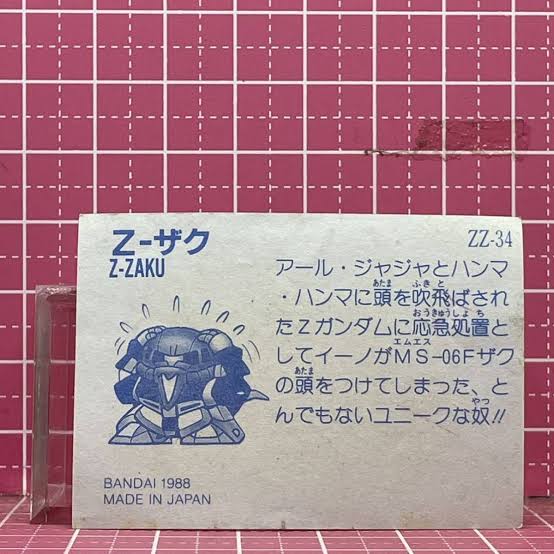 Z-ザク
Z-ZAKU
ZZ-34
アール・ジャジャとハンマ
・ハンマに頭を吹飛ばされ
たZガンダムに応急処置と
してイーノがMS-06Fザク
の頭をつけてしまった、と
んでもないユニークな奴!!
BANDAI 1988
MADE IN JAPAN